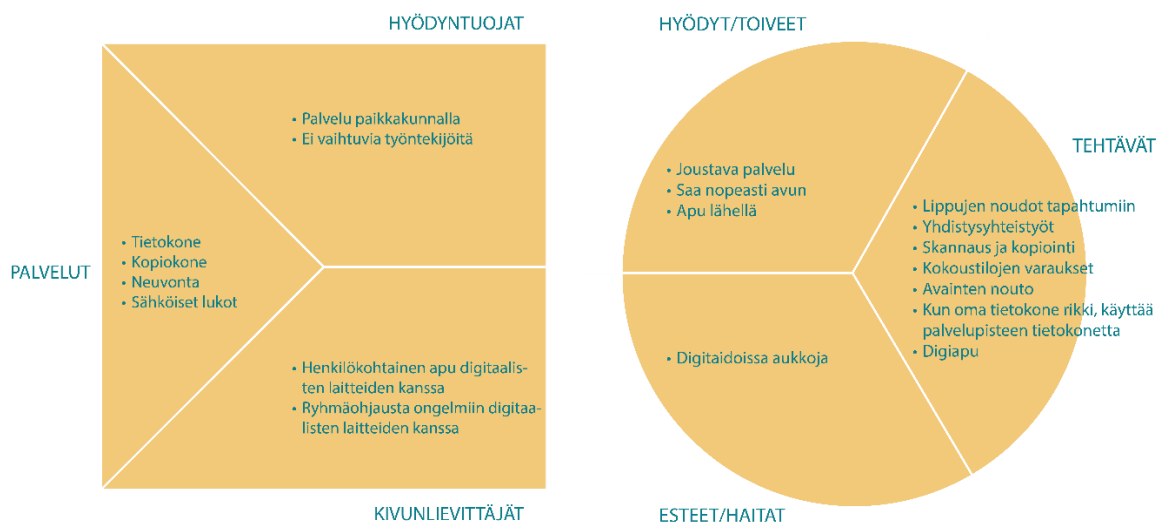 HYÖDYNTUOJAT
• Palvelu paikkakunnalla
• Ei vaihtuvia työntekijöitä
PALVELUT
• Tietokone
• Kopiokone
• Neuvonta
• Sähköiset lukot
• Henkilökohtainen apu digitaalis-
ten laitteiden kanssa
• Ryhmäohjausta ongelmiin digitaa-
listen laitteiden kanssa
KIVUNLIEVITTÄJÄT
HYÖDYT/TOIVEET
• Joustava palvelu
• Saa nopeasti avun
• Apu lähellä
TEHTÄVÄT
• Lippujen noudot tapahtumiin
• Yhdistysyhteistyöt
• Skannaus ja kopiointi
• Kokoustilojen varaukset
• Avainten nouto
• Kun oma tietokone rikki, käyttää
palvelupisteen tietokonetta
• Digiapu
• Digitaidoissa aukkoja
ESTEET/HAITAT